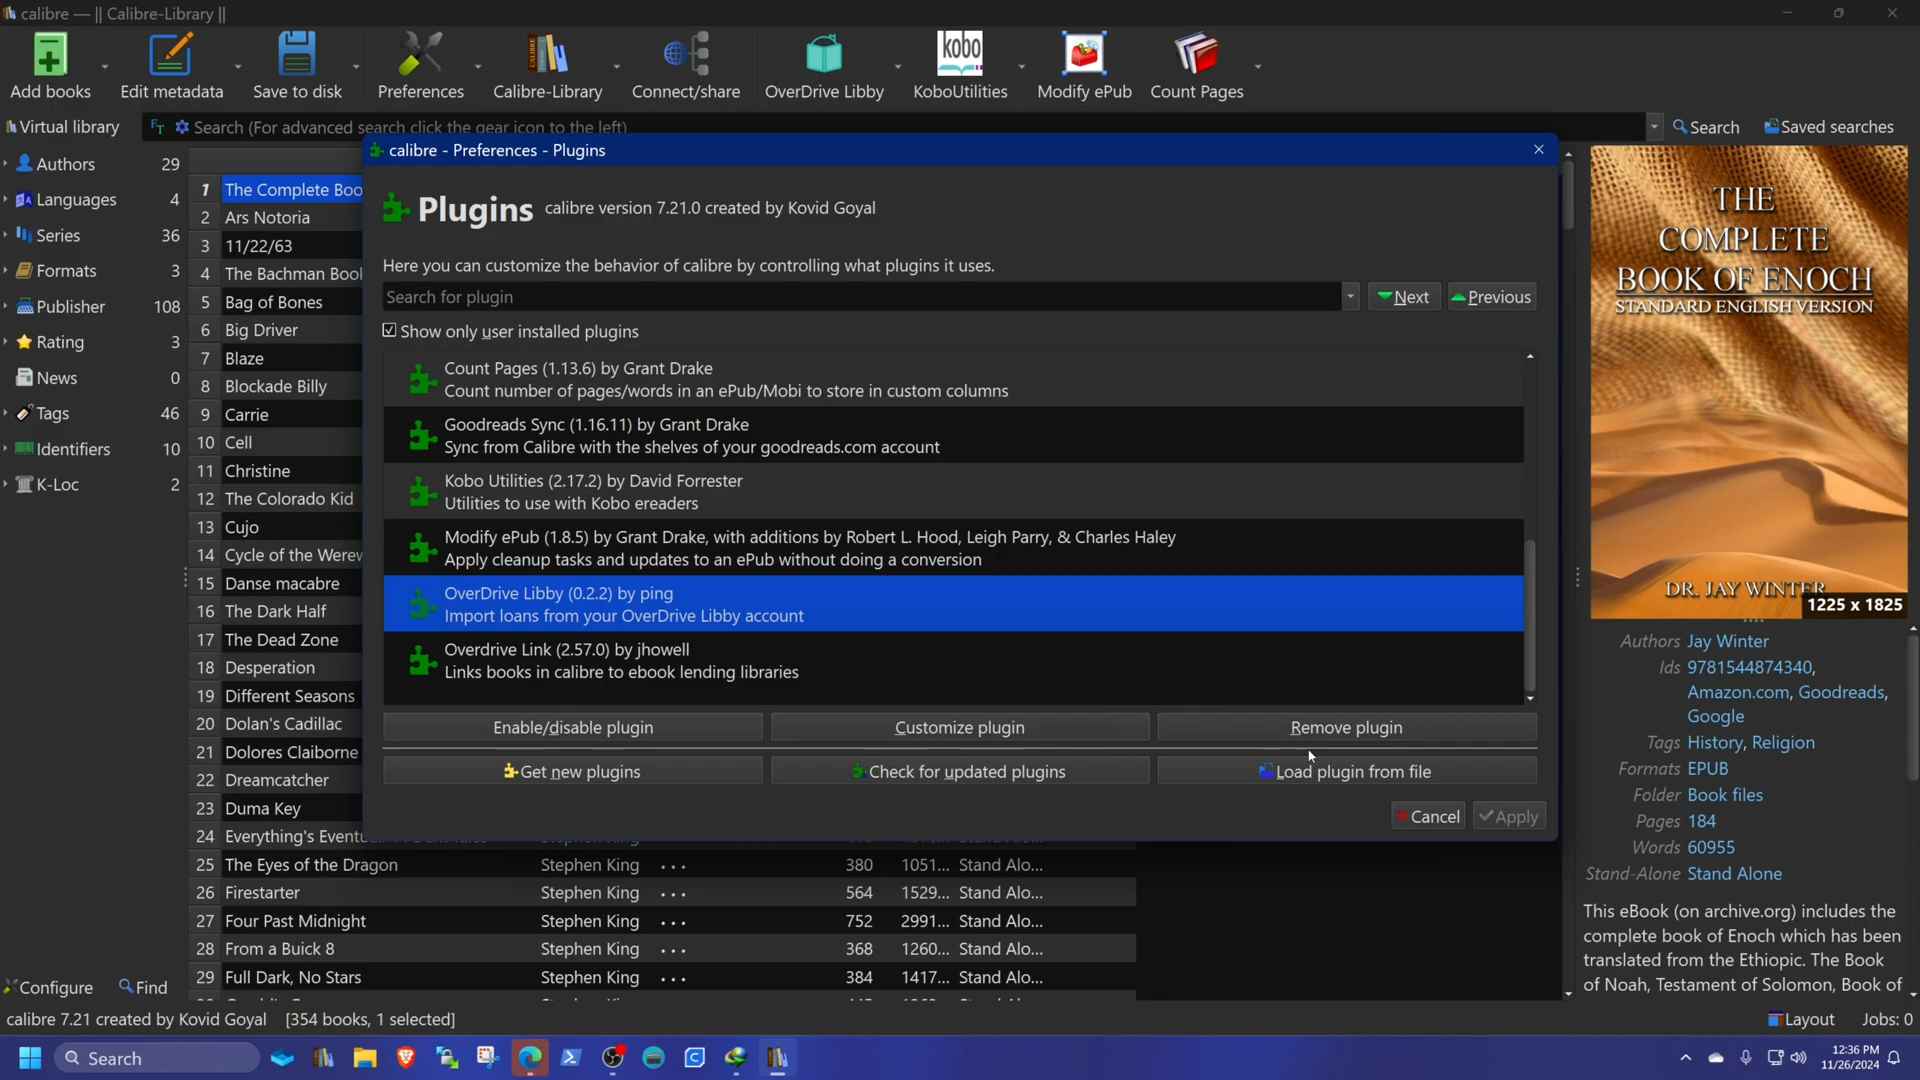 calibre — || Calibre-Library ||
Add books
Edit metadata
Save to disk
Preferences
Calibre-Library
Connect/share
OverDrive Libby
kobo
KoboUtilities
Modify ePub
Count Pages
Virtual library
Search (For advanced search click the gear icon to the left)
Search
Saved searches
Authors 29
Languages 4
Series 36
Formats 3
Publisher 108
Rating 3
News 0
Tags 46
Identifiers 10
K-Loc 2
Configure
Find
1 The Complete Boo
2 Ars Notoria
3 11/22/63
4 The Bachman Book
5 Bag of Bones
6 Big Driver
7 Blaze
8 Blockade Billy
9 Carrie
10 Cell
11 Christine
12 The Colorado Kid
13 Cujo
14 Cycle of the Werew
15 Danse macabre
16 The Dark Half
17 The Dead Zone
18 Desperation
19 Different Seasons
20 Dolan's Cadillac
21 Dolores Claiborne
22 Dreamcatcher
23 Duma Key
24 Everything's Eventu
25 The Eyes of the Dragon Stephen King ... 380 1051... Stand Alo...
26 Firestarter Stephen King ... 564 1529... Stand Alo...
27 Four Past Midnight Stephen King ... 752 2991... Stand Alo...
28 From a Buick 8 Stephen King ... 368 1260... Stand Alo...
29 Full Dark, No Stars Stephen King ... 384 1417... Stand Alo...
calibre - Preferences - Plugins
Plugins calibre version 7.21.0 created by Kovid Goyal
Here you can customize the behavior of calibre by controlling what plugins it uses.
Search for plugin
Next
Previous
Show only user installed plugins
Count Pages (1.13.6) by Grant Drake
Count number of pages/words in an ePub/Mobi to store in custom columns
Goodreads Sync (1.16.11) by Grant Drake
Sync from Calibre with the shelves of your goodreads.com account
Kobo Utilities (2.17.2) by David Forrester
Utilities to use with Kobo ereaders
Modify ePub (1.8.5) by Grant Drake, with additions by Robert L. Hood, Leigh Parry, & Charles Haley
Apply cleanup tasks and updates to an ePub without doing a conversion
OverDrive Libby (0.2.2) by ping
Import loans from your OverDrive Libby account
Overdrive Link (2.57.0) by jhowell
Links books in calibre to ebook lending libraries
Enable/disable plugin
Customize plugin
Remove plugin
Get new plugins
Check for updated plugins
Load plugin from file
Cancel
Apply
THE
COMPLETE
BOOK OF ENOCH
STANDARD ENGLISH VERSION
DR. JAY WINTER
1225 x 1825
Authors Jay Winter
Ids 9781544874340,
Amazon.com, Goodreads,
Google
Tags History, Religion
Formats EPUB
Folder Book files
Pages 184
Words 60955
Stand-Alone Stand Alone
This eBook (on archive.org) includes the
complete book of Enoch which has been
translated from the Ethiopic. The Book
of Noah, Testament of Solomon, Book of
calibre 7.21 created by Kovid Goyal [354 books, 1 selected]
Layout
Jobs: 0
Search
12:36 PM
11/26/2024